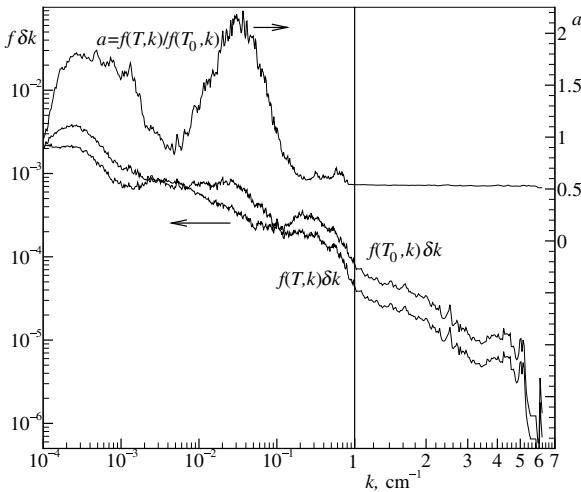 f δk
a=f(T,k)/f(T₀,k)
a
2
1.5
1
0.5
0
10⁻²
10⁻³
10⁻⁴
10⁻⁵
10⁻⁶
f(T₀,k) δk
f(T,k)δk
10⁻⁴ 10⁻³ 10⁻² 10⁻¹ 1 2 3 4 5 6 7
k, cm⁻¹